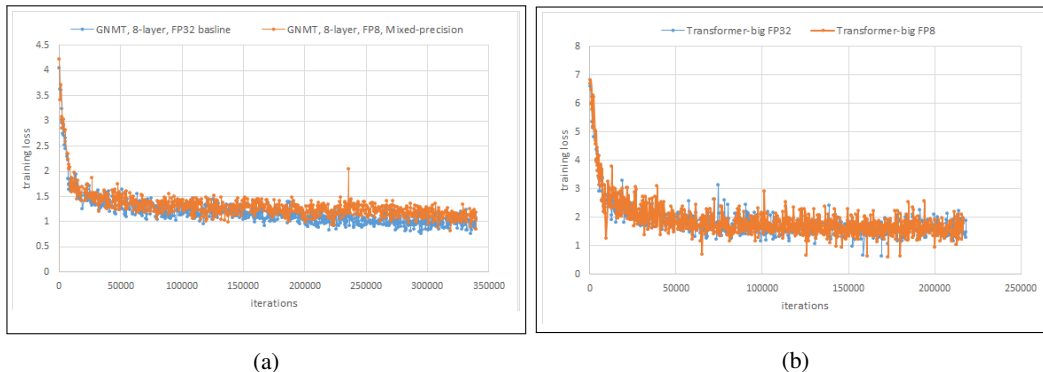 GNMT, 8-layer, FP32 basline GNMT, 8-layer, FP8, Mixed-precision
4.5
4
3.5
3
2.5
2
1.5
1
0.5
0
training loss
0 50000 100000 150000 200000 250000 300000 350000
iterations
(a)
Transformer-big FP32 Transformer-big FP8
8
7
6
5
4
3
2
1
0
training loss
0 50000 100000 150000 200000 250000
iterations
(b)